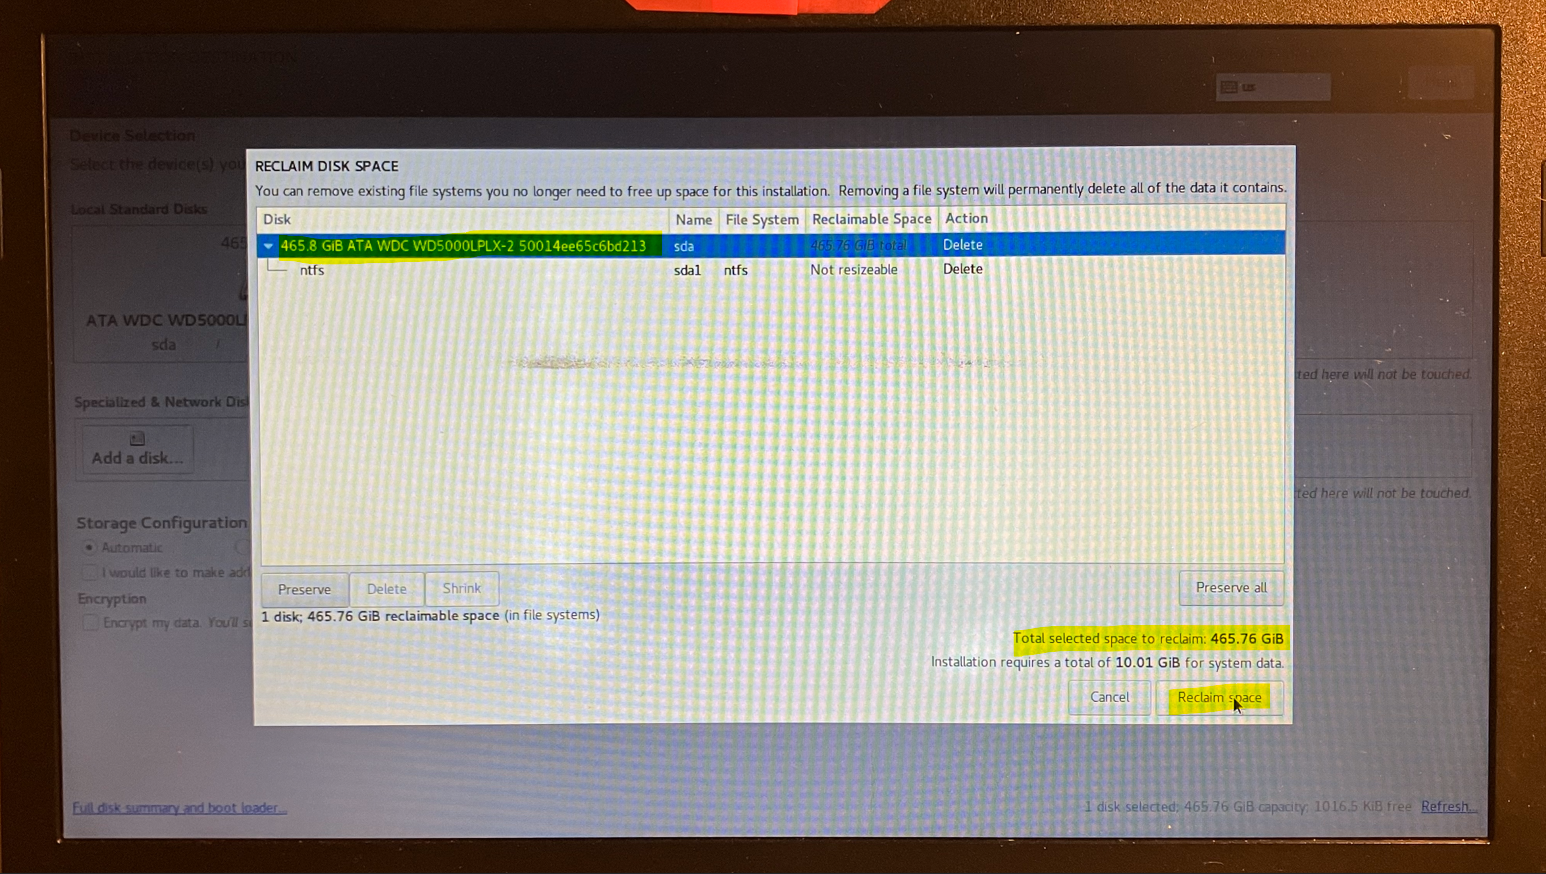 us
Device Selection
Select the device(s) you
Local Standard Disks
465
ATA WDC WD5000L
sda /
Specialized & Network Dis
Add a disk...
Storage Configuration
Automatic
I would like to make add
Encryption
Encrypt my data. You'll s
ted here will not be touched.
ted here will not be touched.
RECLAIM DISK SPACE
You can remove existing file systems you no longer need to free up space for this installation. Removing a file system will permanently delete all of the data it contains.
Disk Name File System Reclaimable Space Action
465.8 GiB ATA WDC WD5000LPLX-2 50014ee65c6bd213 sda 465.76 GiB total Delete
ntfs sda1 ntfs Not resizeable Delete
Preserve Delete Shrink Preserve all
1 disk; 465.76 GiB reclaimable space (in file systems)
Total selected space to reclaim: 465.76 GiB
Installation requires a total of 10.01 GiB for system data.
Cancel Reclaim space
Full disk summary and boot loader... 1 disk selected; 465.76 GiB capacity; 1016.5 KiB free Refresh...